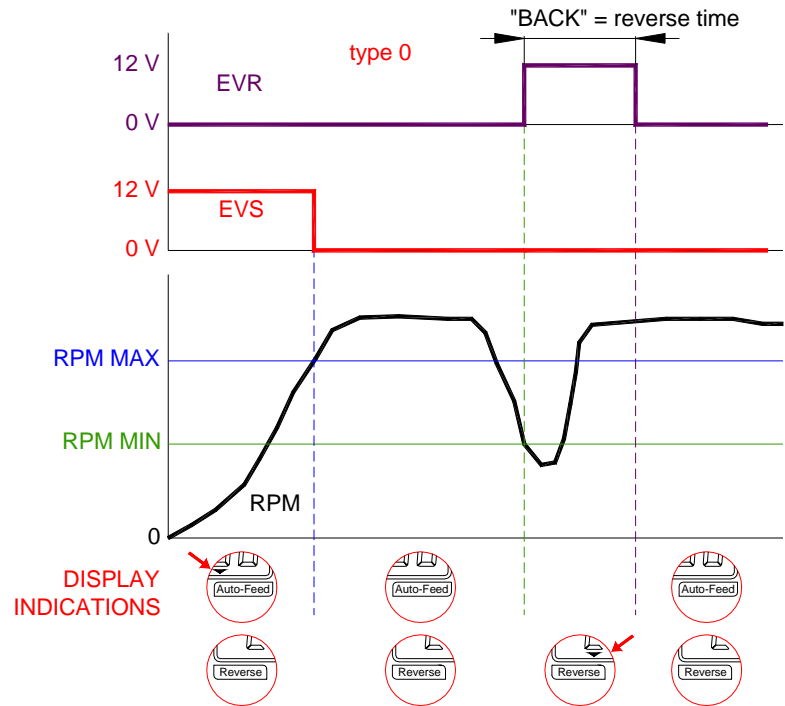 "BACK" = reverse time
type 0
12 V
EVR
0 V
12 V
EVS
0 V
RPM MAX
RPM MIN
RPM
0
DISPLAY
INDICATIONS
Auto-Feed
Auto-Feed
Auto-Feed
Reverse
Reverse
Reverse
Reverse